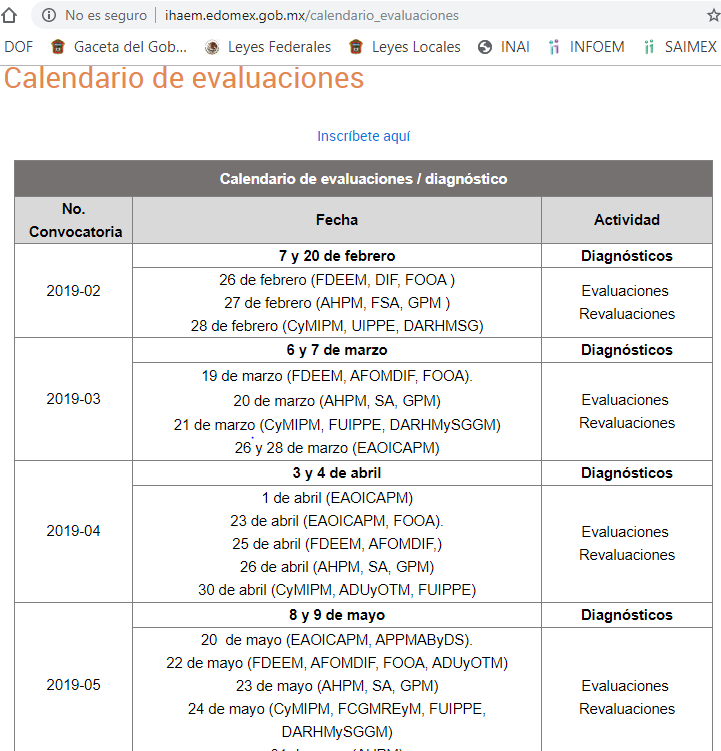 No es seguro | ihaem.edomex.gob.mx/calendario_evaluaciones
DOF Gaceta del Gob... Leyes Federales Leyes Locales INAI INFOEM SAIMEX
Calendario de evaluaciones
Inscríbete aquí
Calendario de evaluaciones / diagnóstico
No. Convocatoria
Fecha
Actividad
2019-02
7 y 20 de febrero
Diagnósticos
26 de febrero (FDEEM, DIF, FOOA )
27 de febrero (AHPM, FSA, GPM )
28 de febrero (CyMIPM, UIPPE, DARHMSG)
Evaluaciones
Revaluaciones
2019-03
6 y 7 de marzo
Diagnósticos
19 de marzo (FDEEM, AFOMDIF, FOOA).
20 de marzo (AHPM, SA, GPM)
21 de marzo (CyMIPM, FUIPPE, DARHMySGGM)
26 y 28 de marzo (EAOICAPM)
Evaluaciones
Revaluaciones
2019-04
3 y 4 de abril
Diagnósticos
1 de abril (EAOICAPM)
23 de abril (EAOICAPM, FOOA).
25 de abril (FDEEM, AFOMDIF,)
26 de abril (AHPM, SA, GPM)
30 de abril (CyMIPM, ADUyOTM, FUIPPE)
Evaluaciones
Revaluaciones
2019-05
8 y 9 de mayo
Diagnósticos
20 de mayo (EAOICAPM, APPMAByDS).
22 de mayo (FDEEM, AFOMDIF, FOOA, ADUyOTM)
23 de mayo (AHPM, SA, GPM)
24 de mayo (CyMIPM, FCGMREyM, FUIPPE,
DARHMySGGM)
Evaluaciones
Revaluaciones